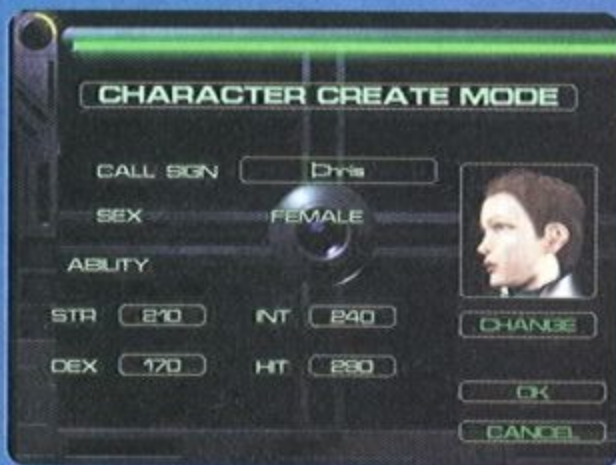 CHARACTER CREATE MODE
CALL SIGN Chris
SEX FEMALE
ABILITY
STR 210 INT 240
DEX 170 HIT 280
CHANGE
OK
CANCEL